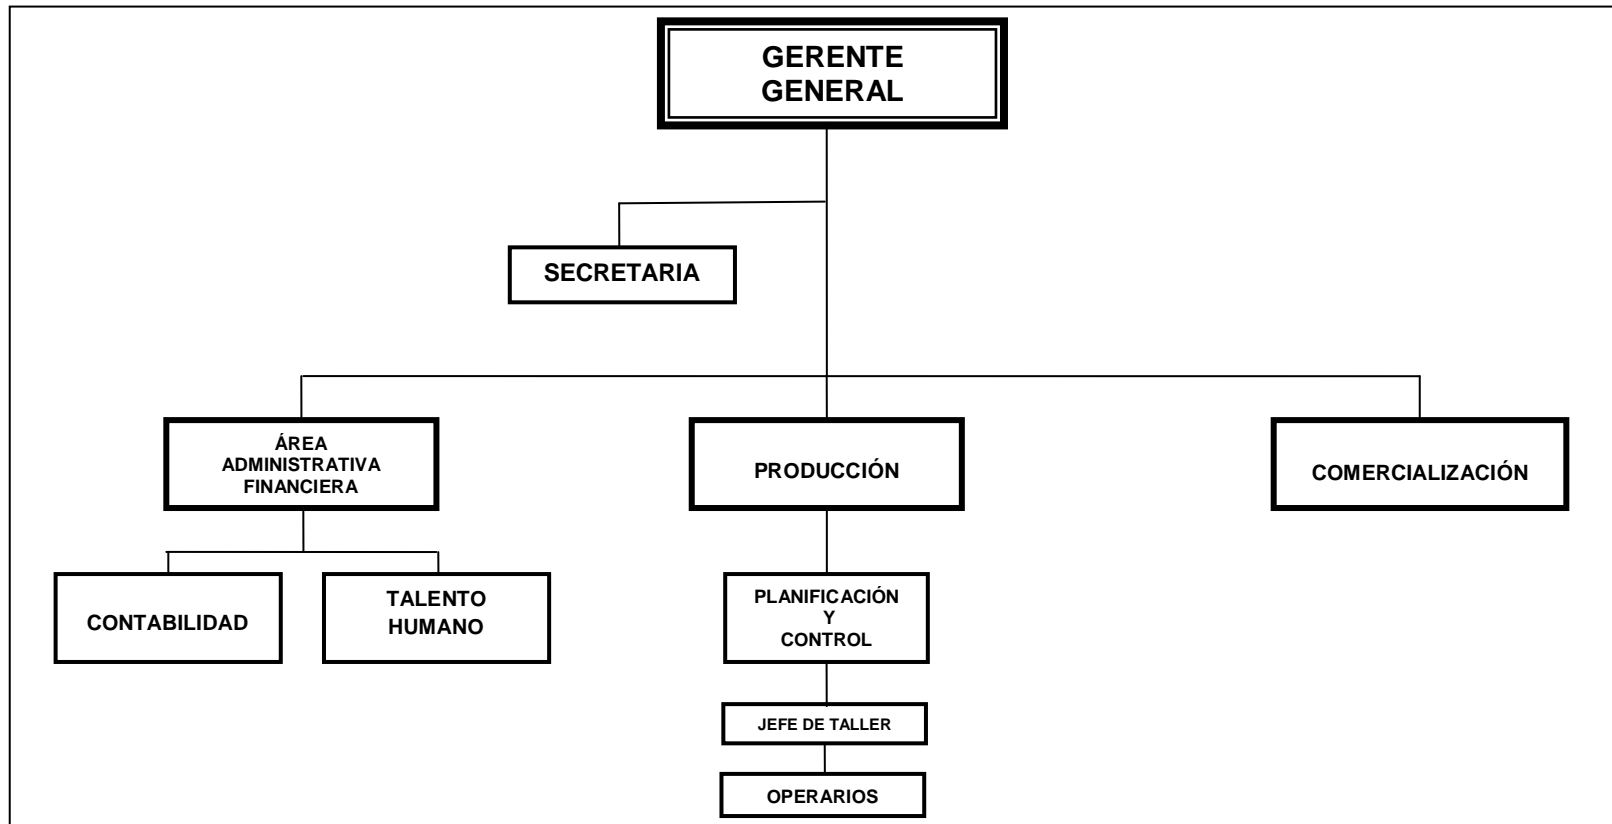 GERENTE
GENERAL
SECRETARIA
ÁREA
ADMINISTRATIVA
FINANCIERA
PRODUCCIÓN
COMERCIALIZACIÓN
CONTABILIDAD
TALENTO
HUMANO
PLANIFICACIÓN
Y
CONTROL
JEFE DE TALLER
OPERARIOS